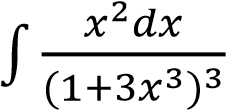 ∫ x²dx / (1+3x³)³